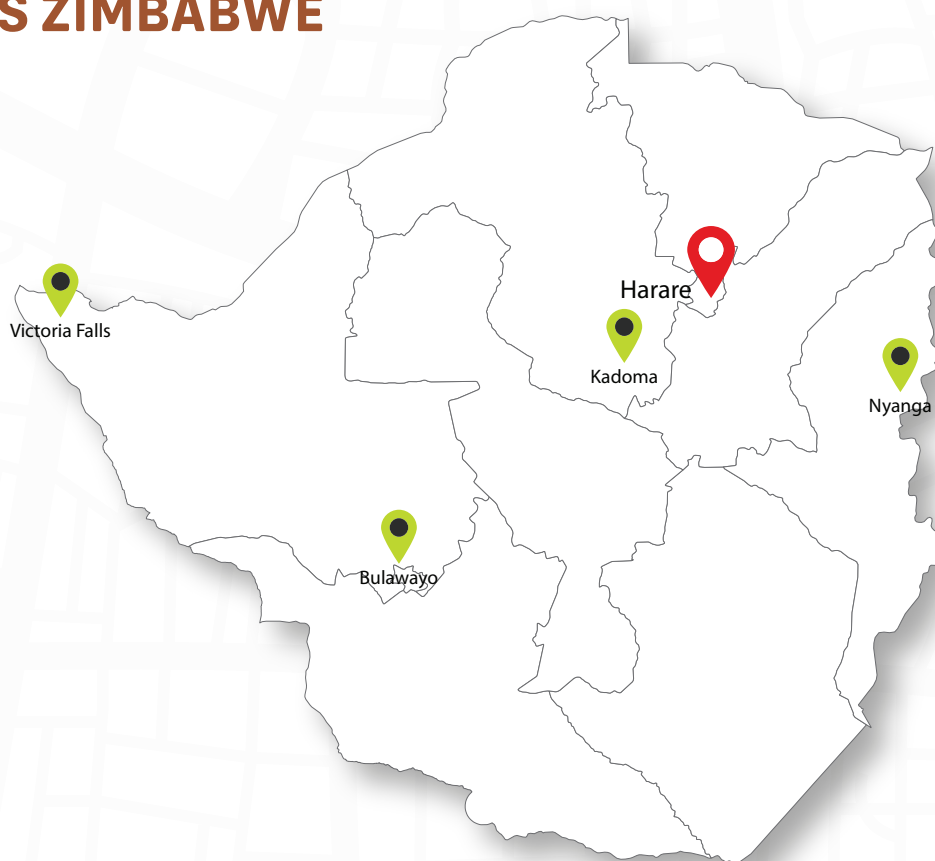 S ZIMBABWE
Harare
Victoria Falls
Kadoma
Nyanga
Bulawayo